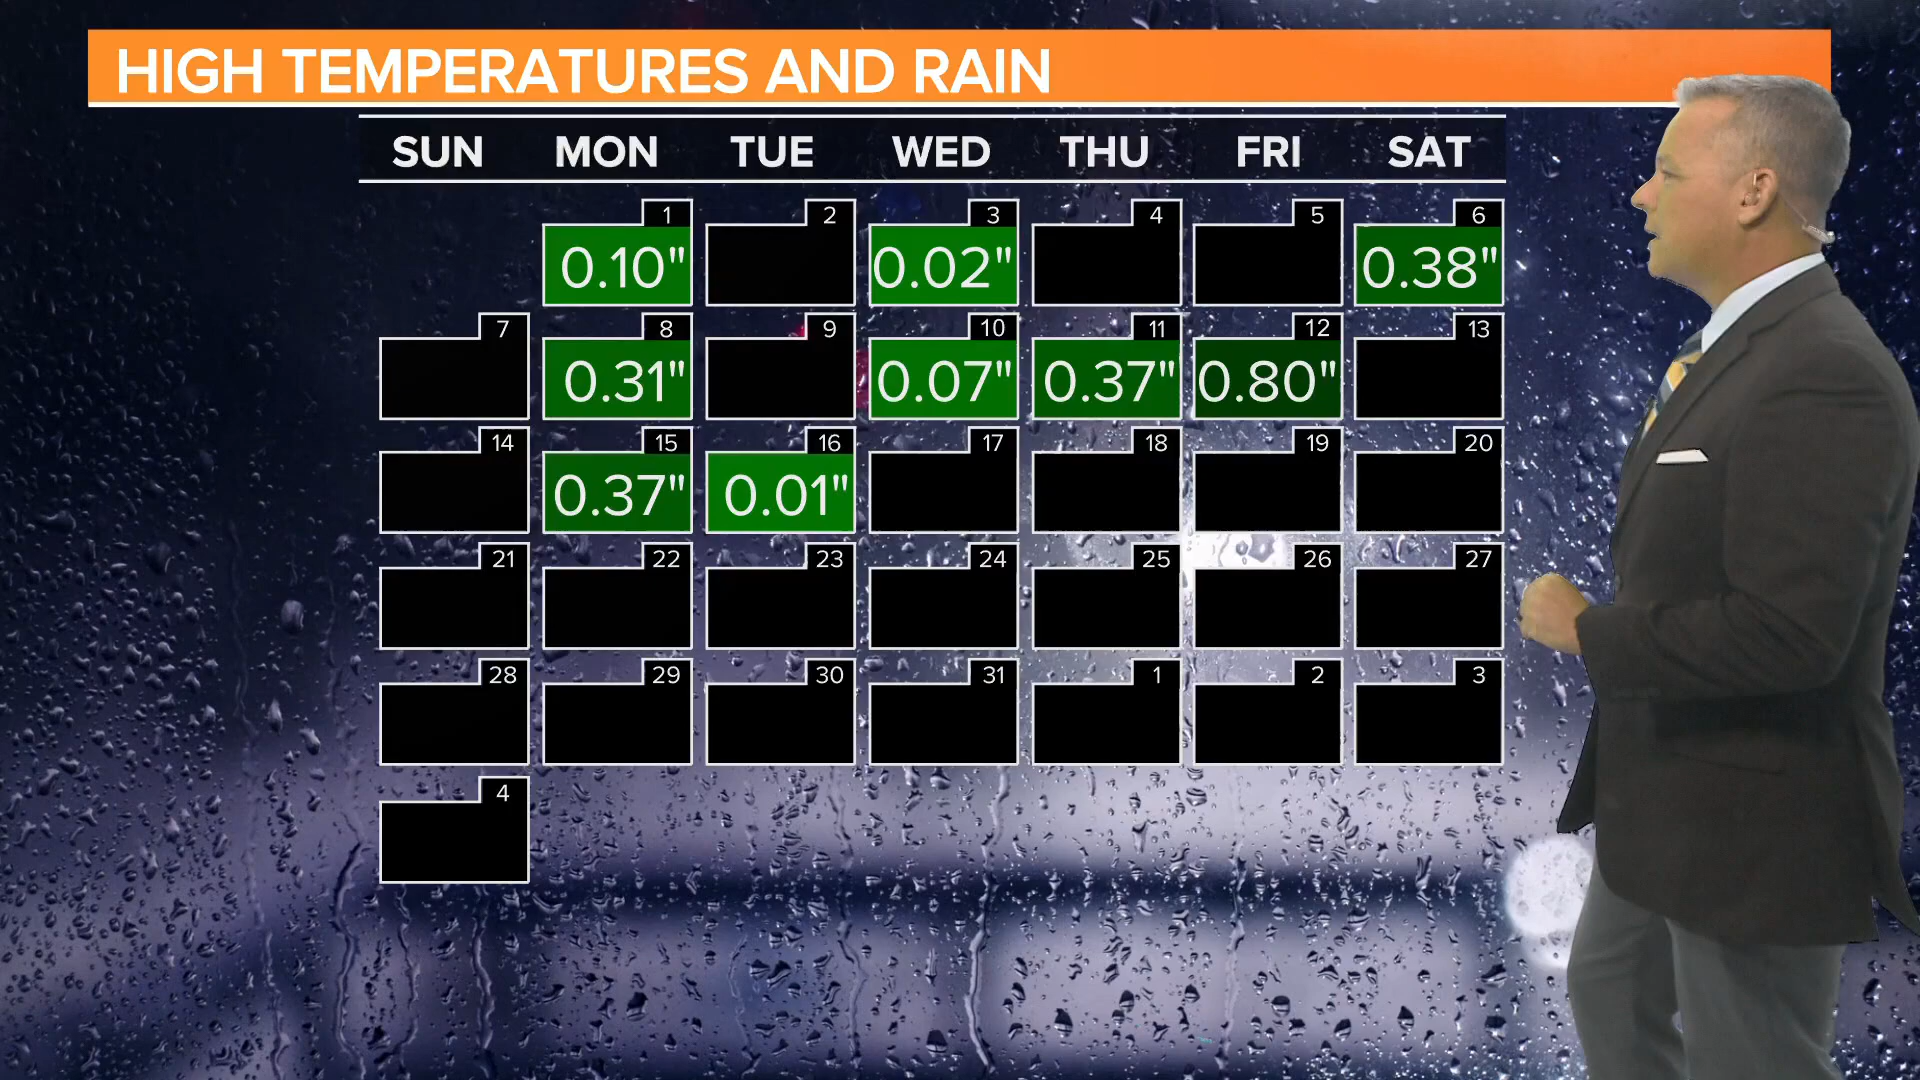 HIGH TEMPERATURES AND RAIN
SUN MON TUE WED THU FRI SAT
1 2 3 4 5 6
0.10" 0.02" 0.38"
7 8 9 10 11 12 13
0.31" 0.07" 0.37" 0.80"
14 15 16 17 18 19 20
0.37" 0.01"
21 22 23 24 25 26 27
28 29 30 31 1 2 3
4